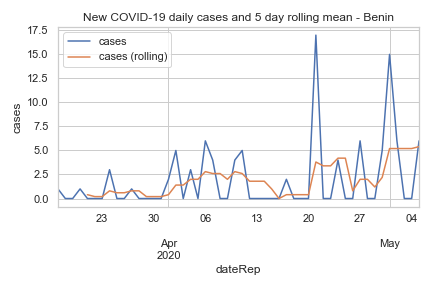 New COVID-19 daily cases and 5 day rolling mean - Benin
17.5
15.0
12.5
10.0
7.5
5.0
2.5
0.0
cases
cases
cases (rolling)
23
30
06
13
20
27
04
Apr
2020
May
dateRep